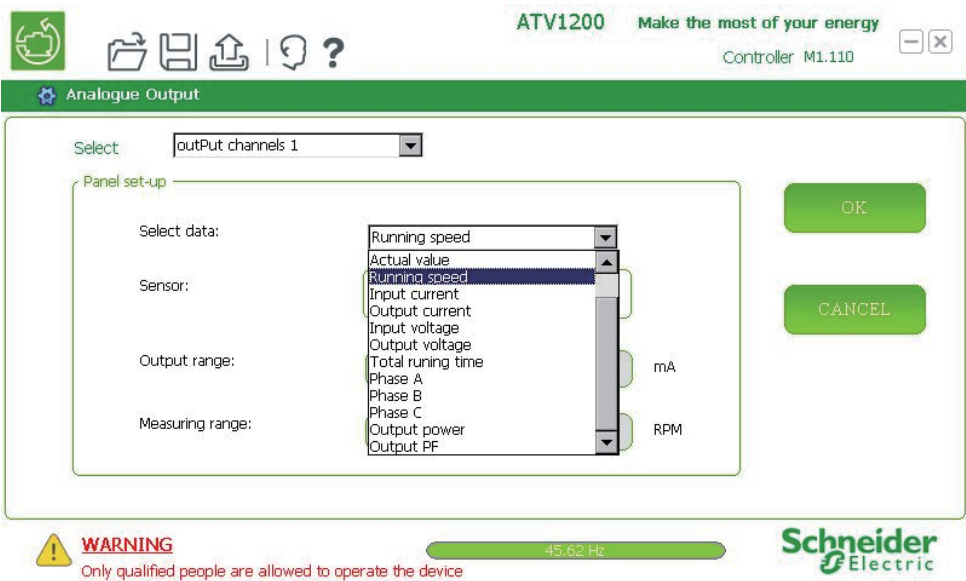 ATV1200 Make the most of your energy
?
Controller M1.110
Analogue Output
Select outPut channels 1
Panel set-up
Select data: Running speed
OK
Actual value
Running speed
Sensor:
Input current
Output current
CANCEL
Input voltage
Output voltage
Output range: Total runing time mA
Phase A
Phase B
Phase C
Measuring range: Output power RPM
Output PF
WARNING
Only qualified people are allowed to operate the device
45.62 Hz
Schneider
Electric